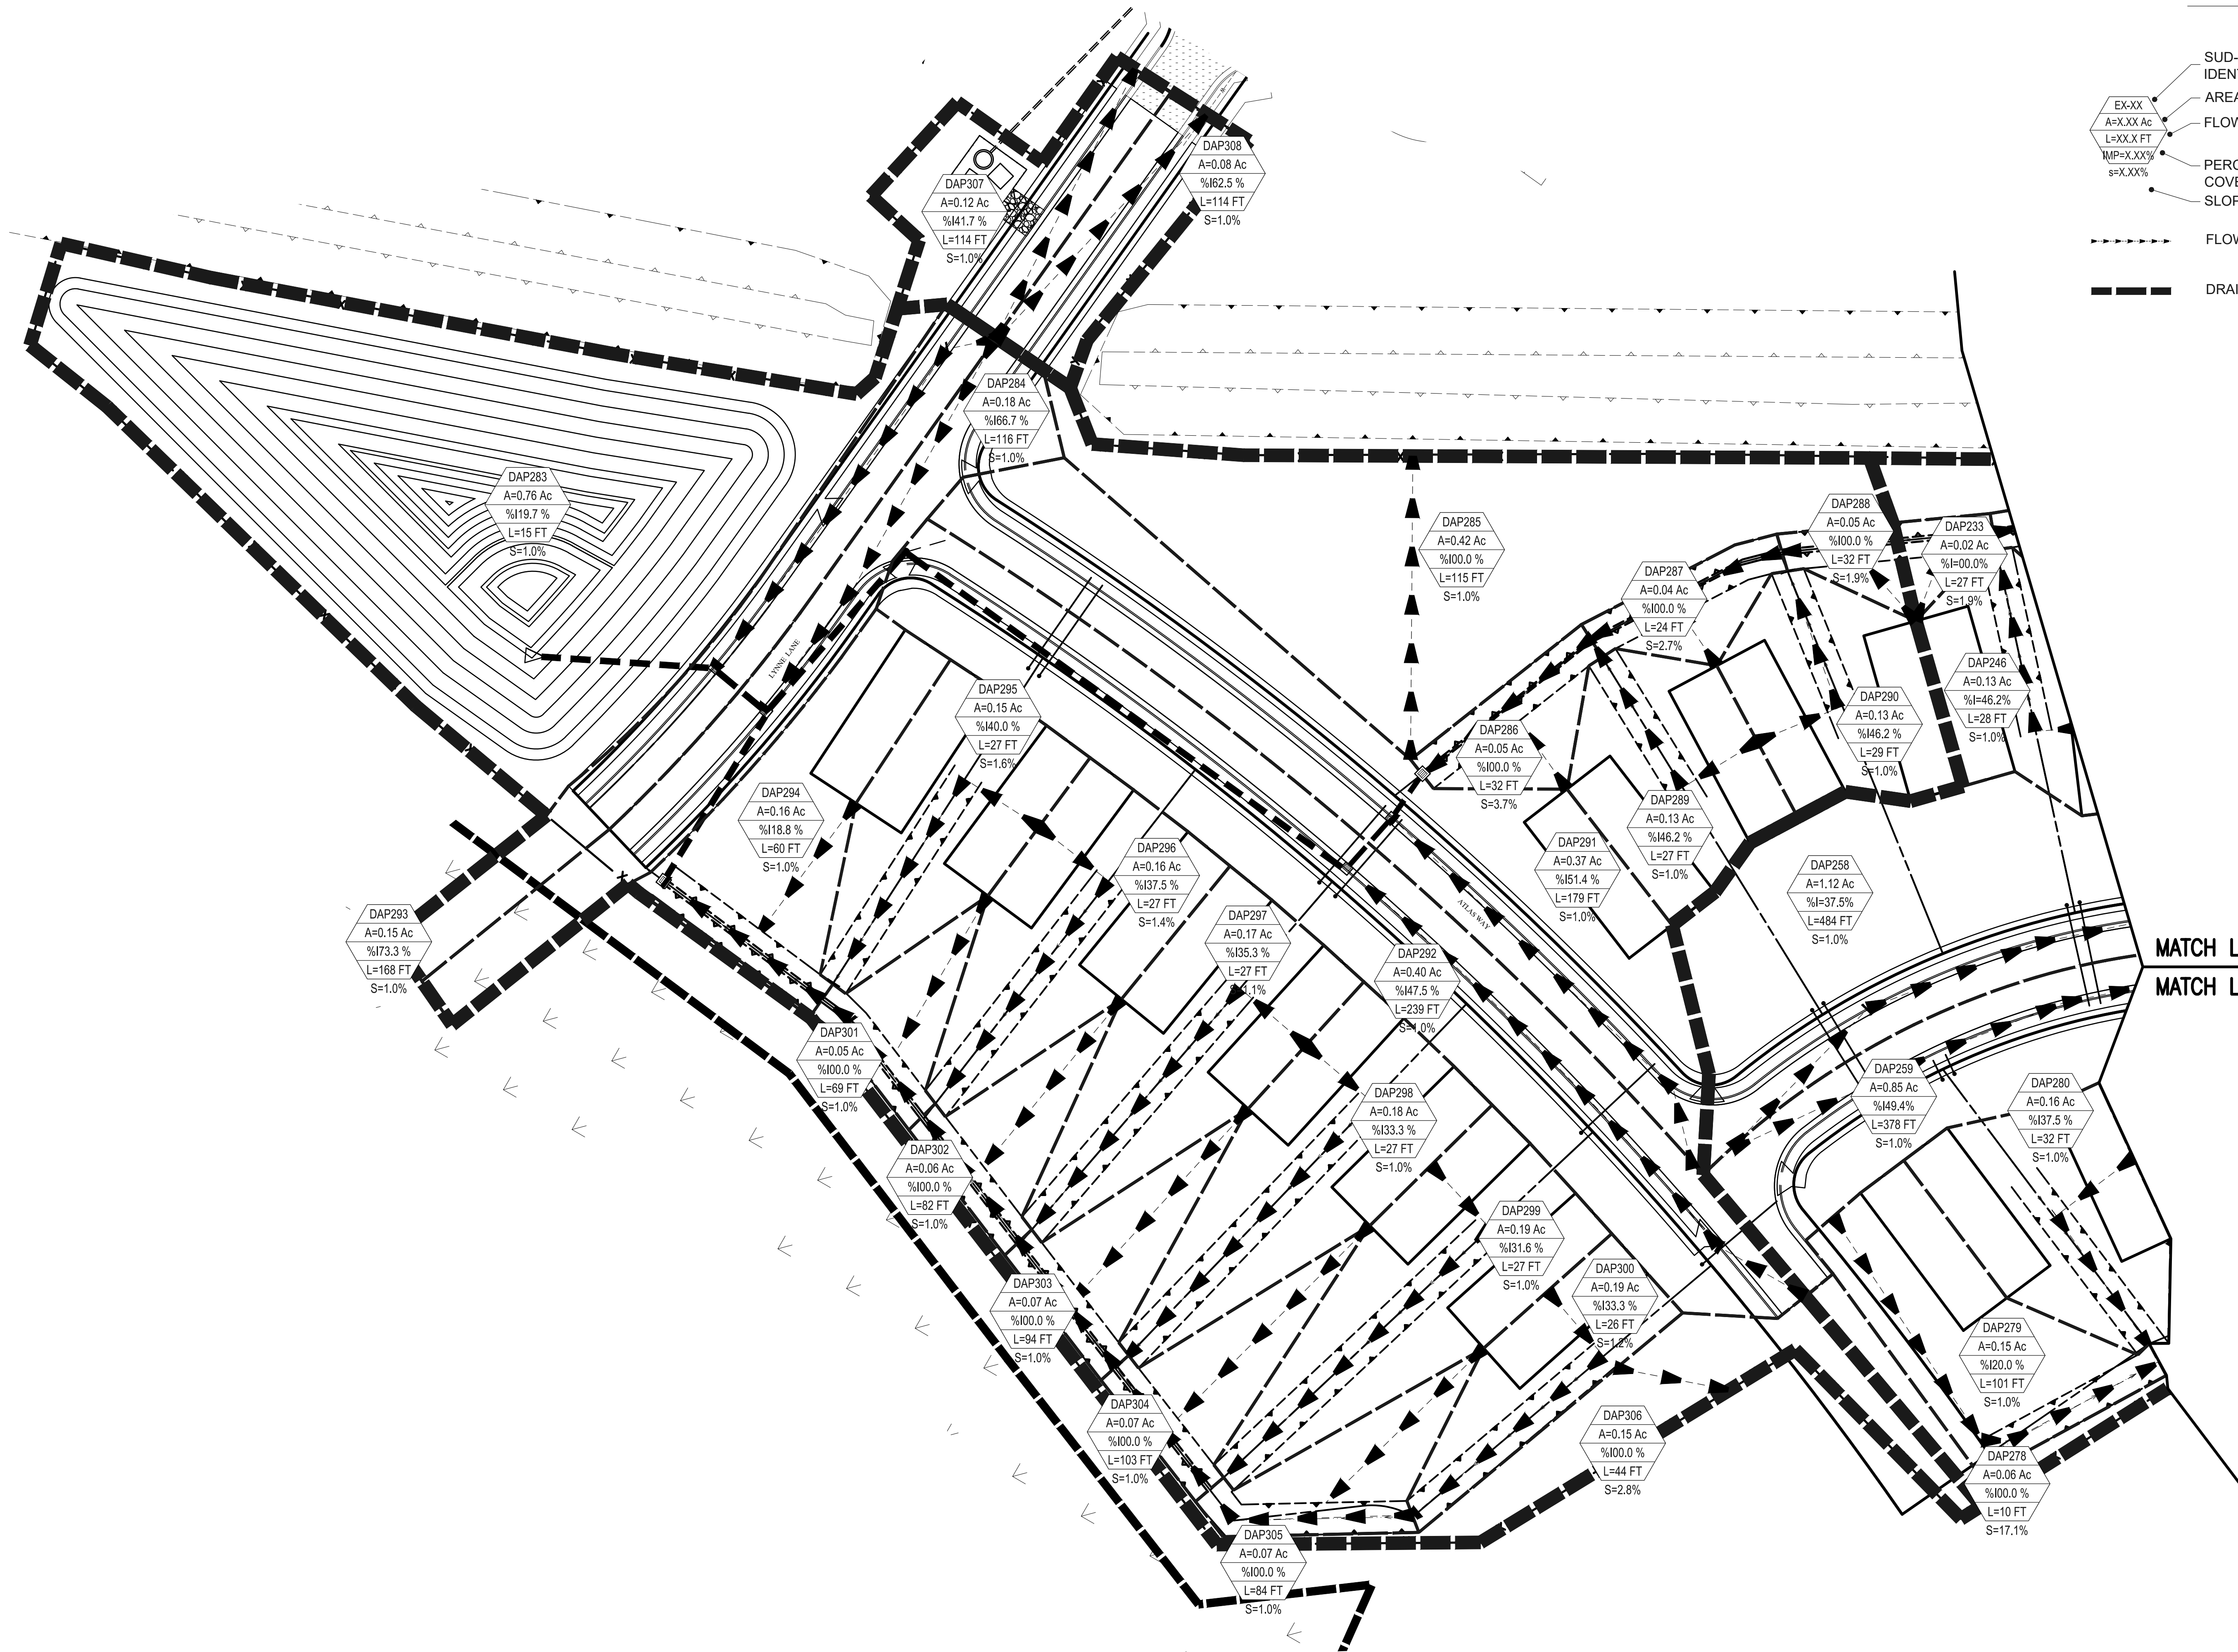 SUD-
IDENT
AREA
FLOW
PERC
COVE
SLOP
EX-XX
A=X.XX Ac
L=XX.X FT
IMP=X.XX%
s=X.XX%
FLOW
DRAI
DAP308
A=0.08 Ac
%I62.5 %
L=114 FT
S=1.0%
DAP307
A=0.12 Ac
%I41.7 %
L=114 FT
S=1.0%
DAP284
A=0.18 Ac
%I66.7 %
L=116 FT
S=1.0%
DAP283
A=0.76 Ac
%I19.7 %
L=15 FT
S=1.0%
DAP285
A=0.42 Ac
%I00.0 %
L=115 FT
S=1.0%
DAP288
A=0.05 Ac
%I00.0 %
L=32 FT
S=1.9%
DAP233
A=0.02 Ac
%I=00.0%
L=27 FT
S=1.9%
DAP287
A=0.04 Ac
%I00.0 %
L=24 FT
S=2.7%
LYNNE LANE
DAP295
A=0.15 Ac
%I40.0 %
L=27 FT
S=1.6%
DAP246
A=0.13 Ac
%I=46.2%
L=28 FT
S=1.0%
DAP290
A=0.13 Ac
%I46.2 %
L=29 FT
S=1.0%
DAP286
A=0.05 Ac
%I00.0 %
L=32 FT
S=3.7%
DAP294
A=0.16 Ac
%I18.8 %
L=60 FT
S=1.0%
DAP289
A=0.13 Ac
%I46.2 %
L=27 FT
S=1.0%
DAP291
A=0.37 Ac
%I51.4 %
L=179 FT
S=1.0%
DAP296
A=0.16 Ac
%I37.5 %
L=27 FT
S=1.4%
DAP258
A=1.12 Ac
%I=37.5%
L=484 FT
S=1.0%
ATLAS WAY
DAP293
A=0.15 Ac
%I73.3 %
L=168 FT
S=1.0%
DAP297
A=0.17 Ac
%I35.3 %
L=27 FT
S=1.1%
DAP292
A=0.40 Ac
%I47.5 %
L=239 FT
S=1.0%
MATCH L
MATCH L
DAP301
A=0.05 Ac
%I00.0 %
L=69 FT
S=1.0%
DAP259
A=0.85 Ac
%I49.4%
L=378 FT
S=1.0%
DAP280
A=0.16 Ac
%I37.5 %
L=32 FT
S=1.0%
DAP298
A=0.18 Ac
%I33.3 %
L=27 FT
S=1.0%
DAP302
A=0.06 Ac
%I00.0 %
L=82 FT
S=1.0%
DAP299
A=0.19 Ac
%I31.6 %
L=27 FT
S=1.0%
DAP300
A=0.19 Ac
%I33.3 %
L=26 FT
S=1.2%
DAP303
A=0.07 Ac
%I00.0 %
L=94 FT
S=1.0%
DAP279
A=0.15 Ac
%I20.0 %
L=101 FT
S=1.0%
DAP304
A=0.07 Ac
%I00.0 %
L=103 FT
S=1.0%
DAP306
A=0.15 Ac
%I00.0 %
L=44 FT
S=2.8%
DAP278
A=0.06 Ac
%I00.0 %
L=10 FT
S=17.1%
DAP305
A=0.07 Ac
%I00.0 %
L=84 FT
S=1.0%